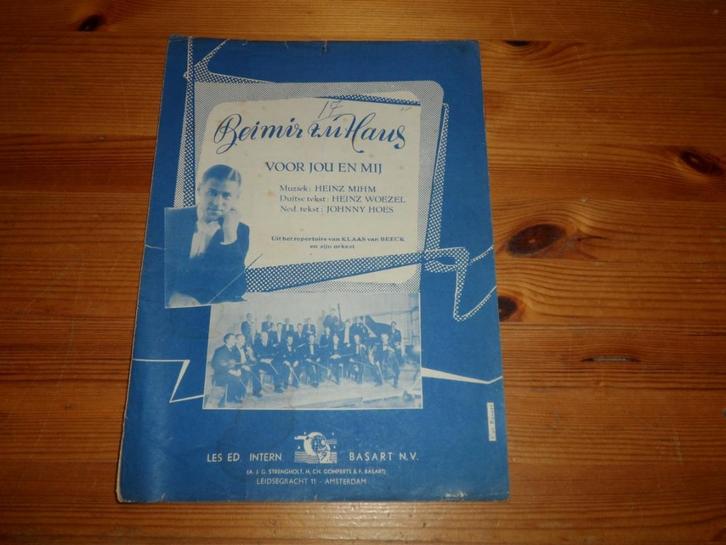 17
Bei mir zu Haus
VOOR JOU EN MIJ
Muziek: HEINZ MIHM
Duitse tekst: HEINZ WOEZEL
Ned. tekst: JOHNNY HOES
Uit het repertoire van KLAAS van BEECK
en zijn orkest
LES ED. INTERN BASART N.V.
(A. J. G. STRENGHOLT, H. CH. GOMPERTS & F. BASART)
LEIDSEGRACHT 11 - AMSTERDAM